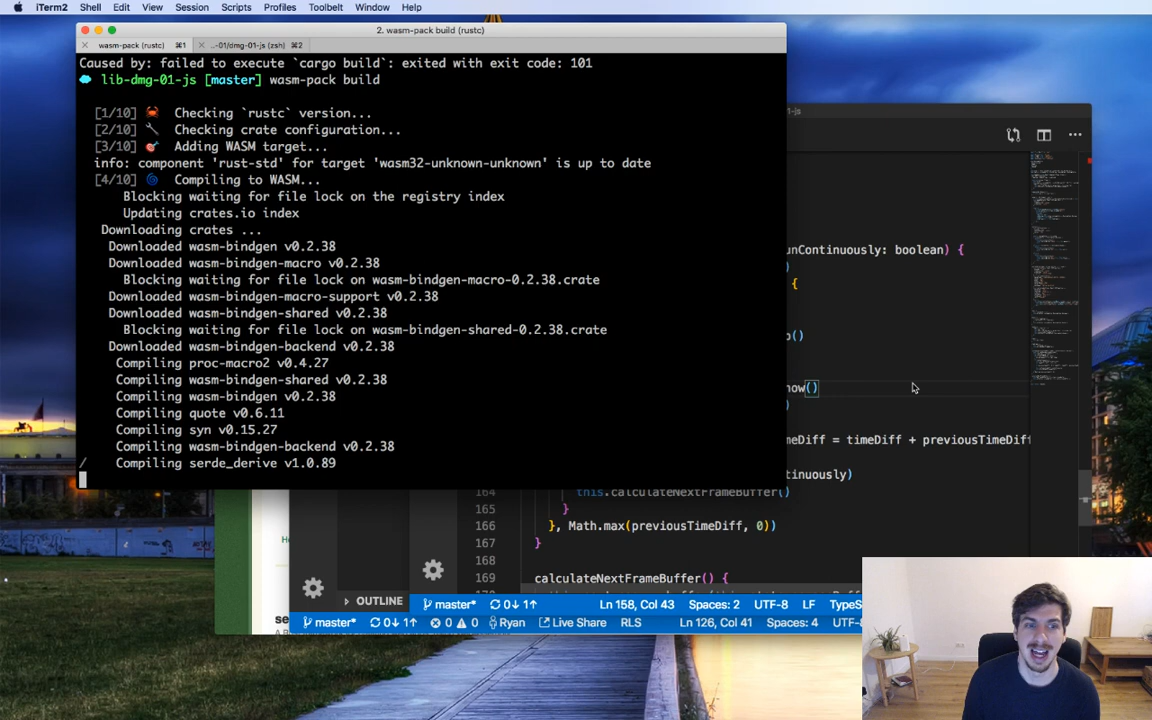 iTerm2 Shell Edit View Session Scripts Profiles Toolbelt Window Help
2. wasm-pack build (rustc)
wasm-pack (rustc) ⌘1 ..-01/dmg-01-js (zsh) ⌘2
Caused by: failed to execute `cargo build`: exited with exit code: 101
lib-dmg-01-js [master] wasm-pack build
[1/10] Checking `rustc` version...
[2/10] Checking crate configuration...
[3/10] Adding WASM target...
info: component 'rust-std' for target 'wasm32-unknown-unknown' is up to date
[4/10] Compiling to WASM...
Blocking waiting for file lock on the registry index
Updating crates.io index
Downloading crates ...
Downloaded wasm-bindgen v0.2.38
Downloaded wasm-bindgen-macro v0.2.38
Blocking waiting for file lock on wasm-bindgen-macro-0.2.38.crate
Downloaded wasm-bindgen-macro-support v0.2.38
Downloaded wasm-bindgen-shared v0.2.38
Blocking waiting for file lock on wasm-bindgen-shared-0.2.38.crate
Downloaded wasm-bindgen-backend v0.2.38
Compiling proc-macro2 v0.4.27
Compiling wasm-bindgen-shared v0.2.38
Compiling wasm-bindgen v0.2.38
Compiling quote v0.6.11
Compiling syn v0.15.27
Compiling wasm-bindgen-backend v0.2.38
/ Compiling serde_derive v1.0.89
1-js
unContinuously: boolean) {
)
{
p()
now()
)
meDiff = timeDiff + previousTimeDiff
tinuously)
164 this.calculateNextFrameBuffer()
165 }
166 }, Math.max(previousTimeDiff, 0))
167 }
168
169 calculateNextFrameBuffer() {
OUTLINE
master* 0↓ 1↑ Ln 158, Col 43 Spaces: 2 UTF-8 LF TypeS
master* 0↓ 1↑ 0 0 Ryan Live Share RLS Ln 126, Col 41 Spaces: 4 UTF-8